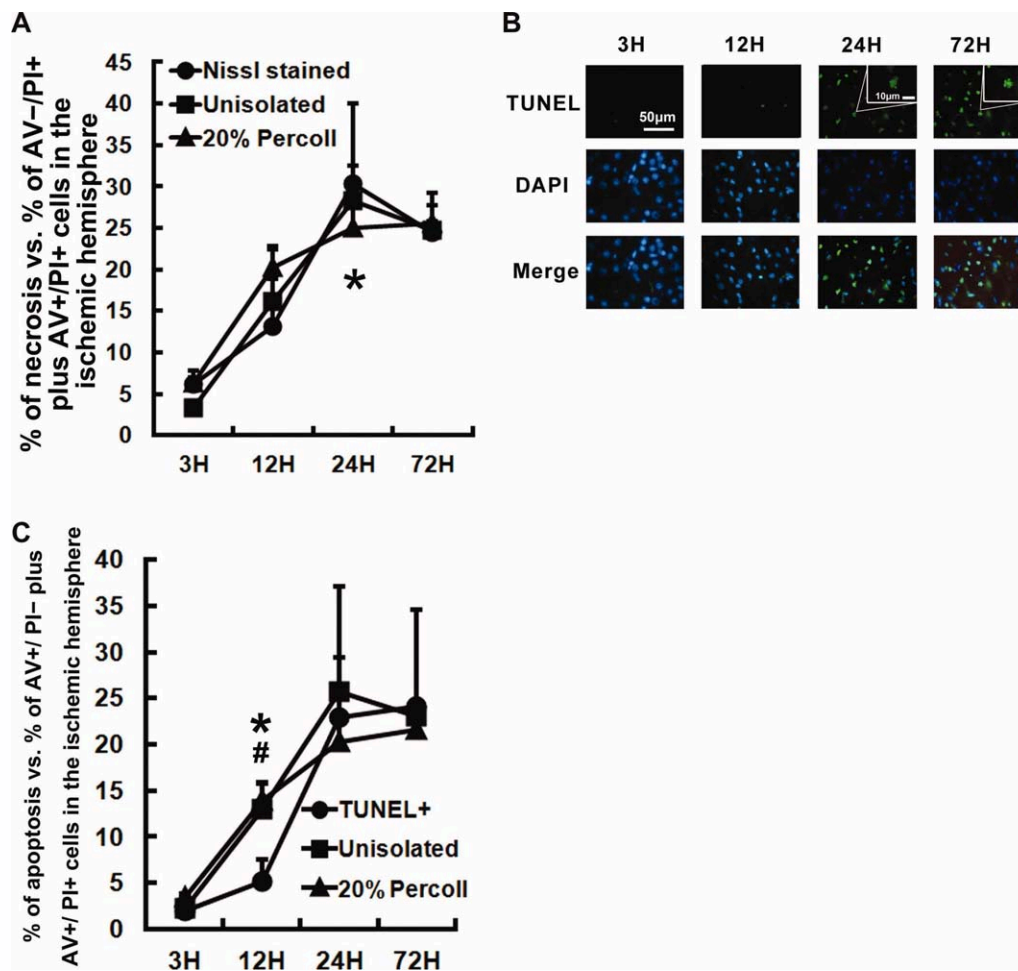 A
% of necrosis vs. % of AV−/PI+
plus AV+/PI+ cells in the
ischemic hemisphere
45
40
35
30
25
20
15
10
5
0
Nissl stained
Unisolated
20% Percoll
*
3H 12H 24H 72H
B
3H 12H 24H 72H
TUNEL
50μm
10μm
DAPI
Merge
C
% of apoptosis vs. % of AV+/ PI− plus
AV+/ PI+ cells in the ischemic hemisphere
40
35
30
25
20
15
10
5
0
*
#
TUNEL+
Unisolated
20% Percoll
3H 12H 24H 72H